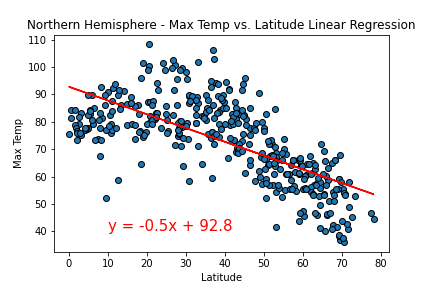 Northern Hemisphere - Max Temp vs. Latitude Linear Regression
110
100
90
80
70
60
50
40
Max Temp
y = -0.5x + 92.8
0 10 20 30 40 50 60 70 80
Latitude